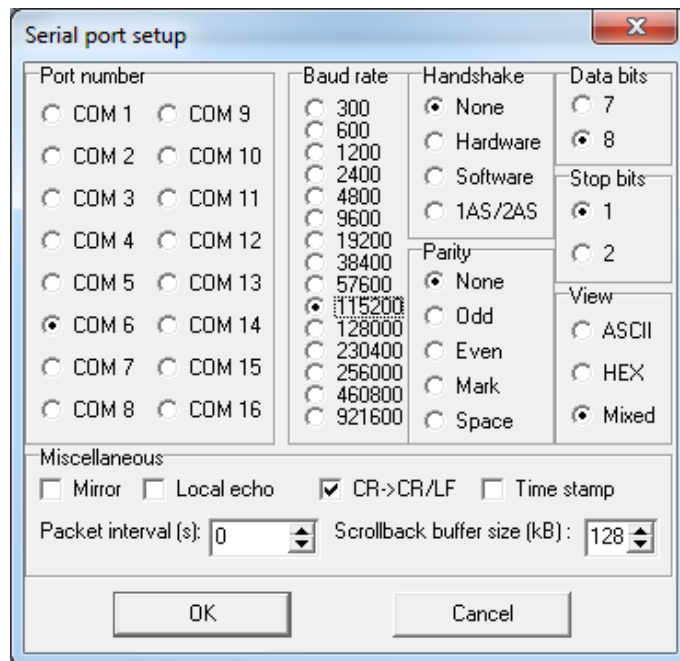 Serial port setup
Port number
COM 1 COM 9
COM 2 COM 10
COM 3 COM 11
COM 4 COM 12
COM 5 COM 13
COM 6 COM 14
COM 7 COM 15
COM 8 COM 16
Baud rate
300
600
1200
2400
4800
9600
19200
38400
57600
115200
128000
230400
256000
460800
921600
Handshake
None
Hardware
Software
1AS/2AS
Parity
None
Odd
Even
Mark
Space
Data bits
7
8
Stop bits
1
2
View
ASCII
HEX
Mixed
Miscellaneous
Mirror Local echo CR->CR/LF Time stamp
Packet interval (s): 0 Scrollback buffer size (kB) : 128
OK Cancel